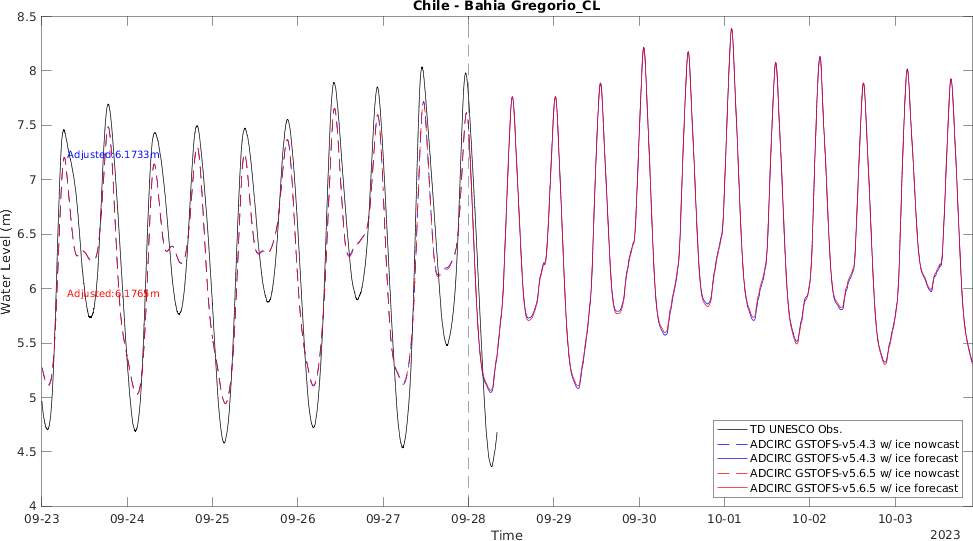 Chile - Bahia Gregorio_CL
8.5
8
7.5
7
6.5
6
5.5
5
4.5
4
Water Level (m)
Adjusted:6.1733m
Adjusted:6.1765m
TD UNESCO Obs.
ADCIRC GSTOFS-v5.4.3 w/ ice nowcast
ADCIRC GSTOFS-v5.4.3 w/ ice forecast
ADCIRC GSTOFS-v5.6.5 w/ ice nowcast
ADCIRC GSTOFS-v5.6.5 w/ ice forecast
09-23 09-24 09-25 09-26 09-27 09-28 09-29 09-30 10-01 10-02 10-03
Time
2023